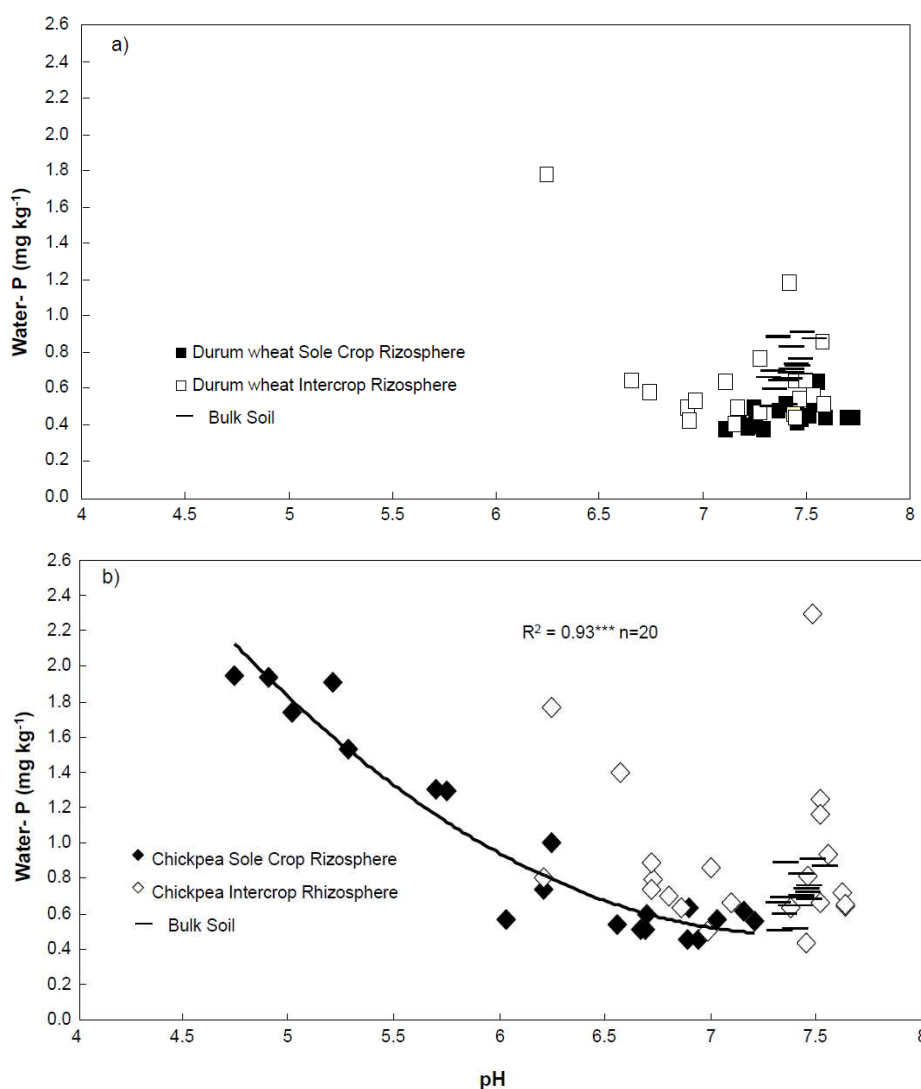 a)
2.6
2.4
2.2
2.0
1.8
1.6
1.4
1.2
1.0
0.8
0.6
0.4
0.2
0.0
Water- P (mg kg-1)
Durum wheat Sole Crop Rizosphere
Durum wheat Intercrop Rizosphere
Bulk Soil
4 4.5 5 5.5 6 6.5 7 7.5 8
b)
2.6
2.4
2.2
2.0
1.8
1.6
1.4
1.2
1.0
0.8
0.6
0.4
0.2
0.0
Water- P (mg kg-1)
R2 = 0.93*** n=20
Chickpea Sole Crop Rizosphere
Chickpea Intercrop Rhizosphere
Bulk Soil
4 4.5 5 5.5 6 6.5 7 7.5 8
pH